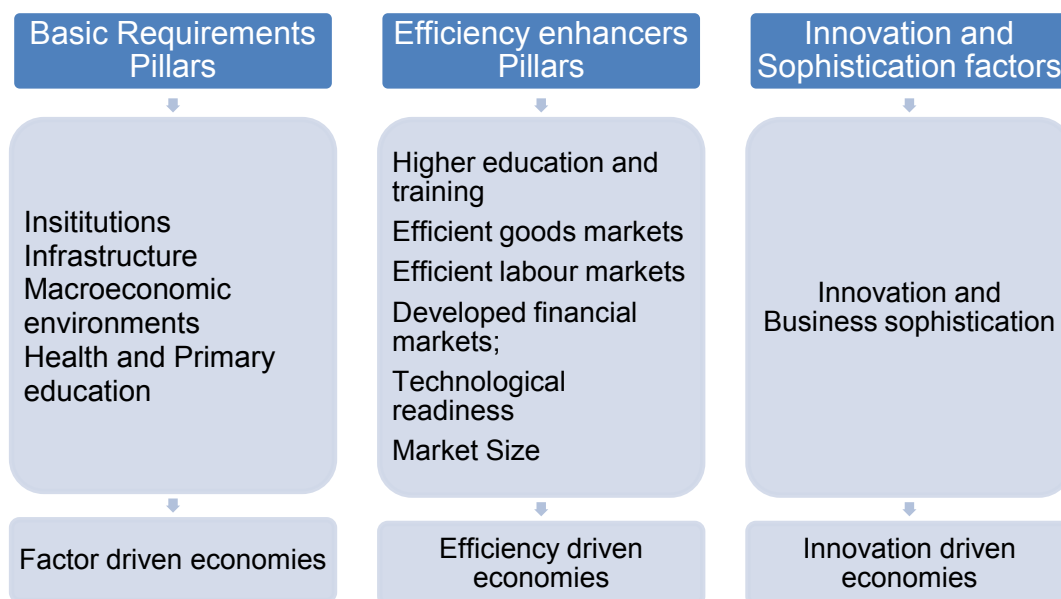 Basic Requirements
Pillars
Insititutions
Infrastructure
Macroeconomic
environments
Health and Primary
education
Factor driven economies
Efficiency enhancers
Pillars
Higher education and
training
Efficient goods markets
Efficient labour markets
Developed financial
markets;
Technological
readiness
Market Size
Efficiency driven
economies
Innovation and
Sophistication factors
Innovation and
Business sophistication
Innovation driven
economies